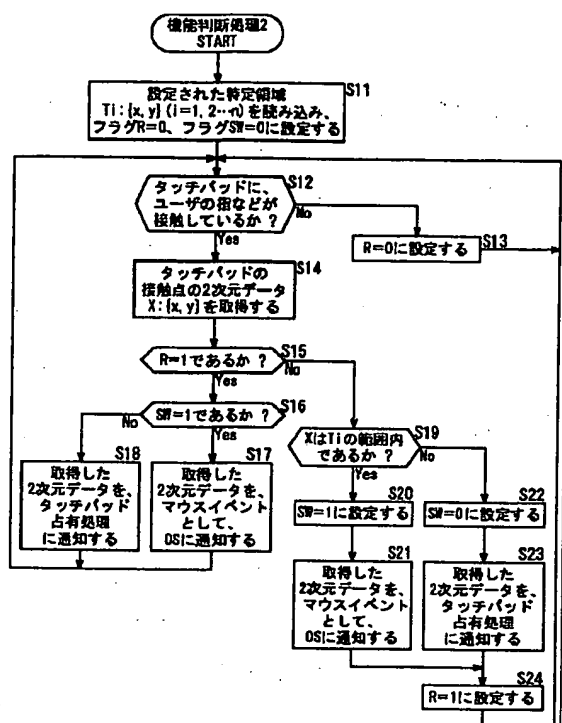 機能判断処理2
START
S11
設定された特定領域
Ti:{x, y} (i=1, 2…n)を読み込み、
フラグR=0、フラグSW=0に設定する
S12
タッチパッドに、
ユーザの指などが
接触しているか ?
No
Yes
R=0に設定する
S13
S14
タッチパッドの
接触点の2次元データ
X:{x, y}を取得する
S15
R=1であるか ?
No
Yes
S16
SW=1であるか ?
No
Yes
S19
XはTiの範囲内
であるか ?
No
Yes
S18
取得した
2次元データを、
タッチパッド
占有処理
に通知する
S17
取得した
2次元データを、
マウスイベント
として、
OSに通知する
S20
SW=1に設定する
S22
SW=0に設定する
S21
取得した
2次元データを、
マウスイベント
として、
OSに通知する
S23
取得した
2次元データを、
タッチパッド
占有処理
に通知する
S24
R=1に設定する